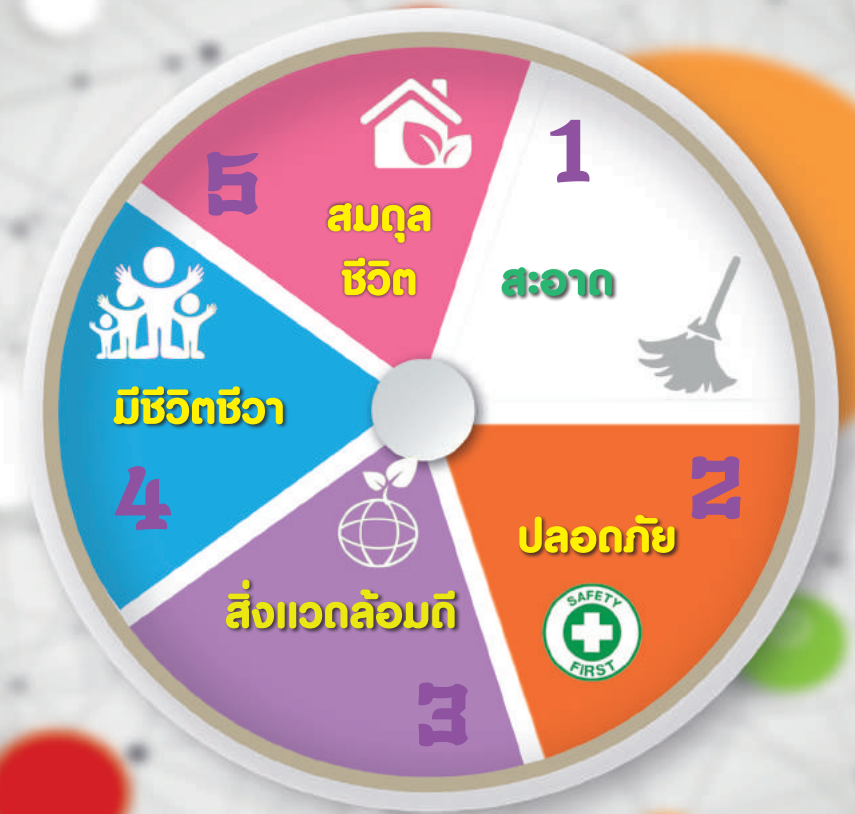 1
สะอาด
2
ปลอดภัย
SAFETY
FIRST
3
สิ่งแวดล้อมดี
4
มีชีวิตชีวา
5
สมดุล
ชีวิต